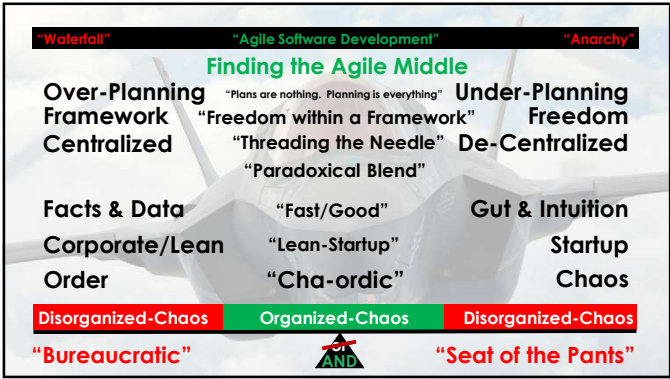 “Waterfall” “Agile Software Development” “Anarchy”
Finding the Agile Middle
Over-Planning “Plans are nothing. Planning is everything” Under-Planning
Framework “Freedom within a Framework” Freedom
Centralized “Threading the Needle” De-Centralized
“Paradoxical Blend”
Facts & Data “Fast/Good” Gut & Intuition
Corporate/Lean “Lean-Startup” Startup
Order “Cha-ordic” Chaos
Disorganized-Chaos Organized-Chaos Disorganized-Chaos
“Bureaucratic” “Seat of the Pants”
OR
AND